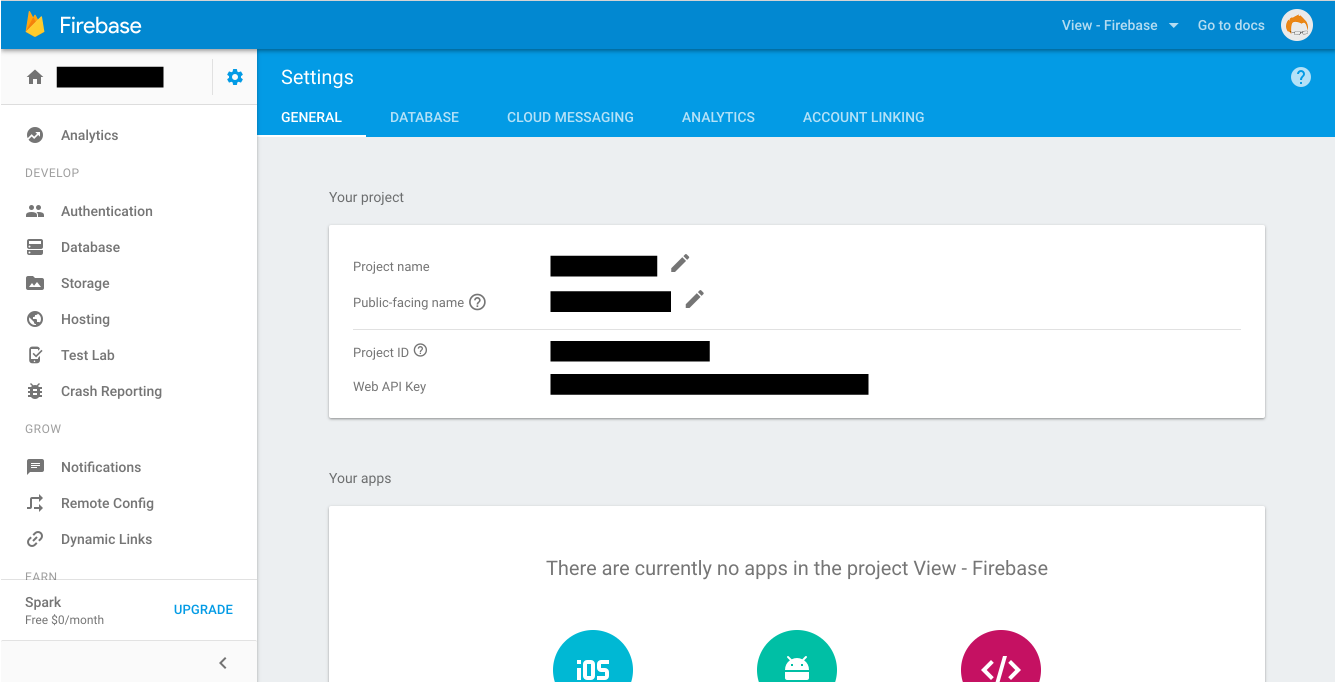 Firebase
View - Firebase
Go to docs
Settings
GENERAL
DATABASE
CLOUD MESSAGING
ANALYTICS
ACCOUNT LINKING
Analytics
DEVELOP
Authentication
Database
Storage
Hosting
Test Lab
Crash Reporting
GROW
Notifications
Remote Config
Dynamic Links
EARN
Spark
Free $0/month
UPGRADE
Your project
Project name
Public-facing name
Project ID
Web API Key
Your apps
There are currently no apps in the project View - Firebase
iOS